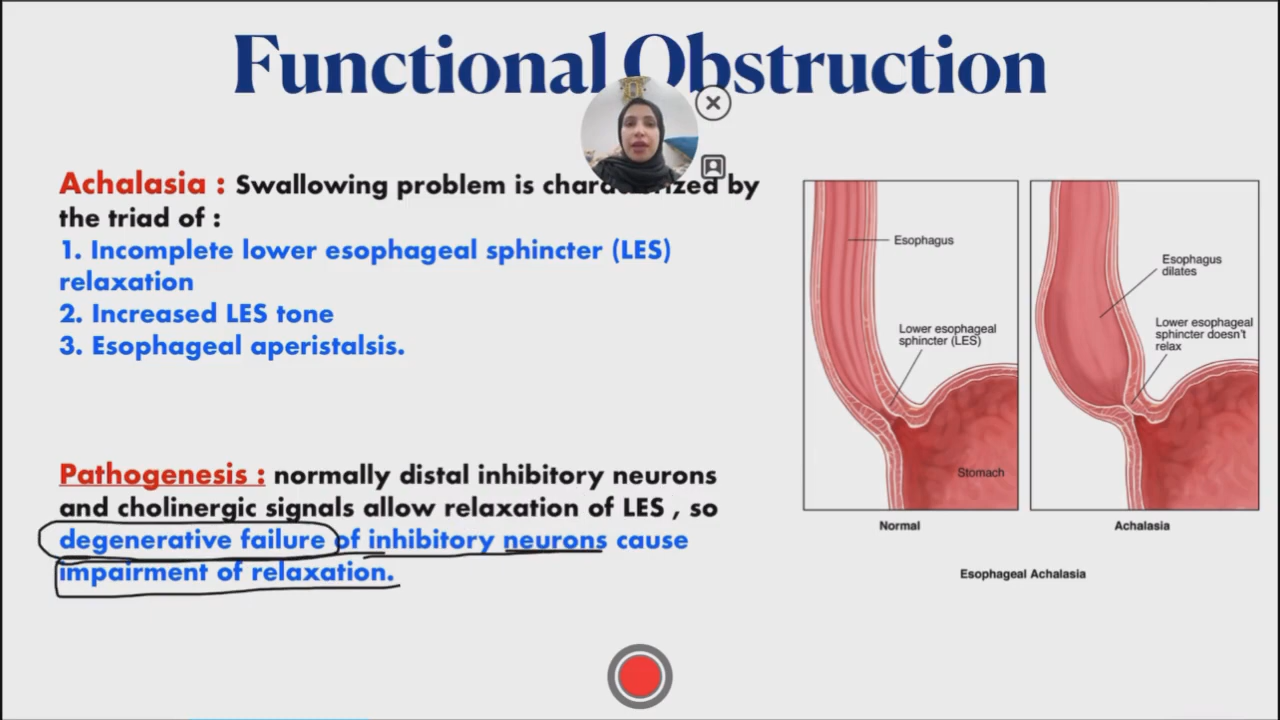 Functional Obstruction
Achalasia : Swallowing problem is characterized by
the triad of :
1. Incomplete lower esophageal sphincter (LES)
relaxation
2. Increased LES tone
3. Esophageal aperistalsis.
Pathogenesis : normally distal inhibitory neurons
and cholinergic signals allow relaxation of LES , so
degenerative failure of inhibitory neurons cause
impairment of relaxation.
Esophagus
Lower esophageal
sphincter (LES)
Stomach
Normal
Esophagus
dilates
Lower esophageal
sphincter doesn't
relax
Achalasia
Esophageal Achalasia